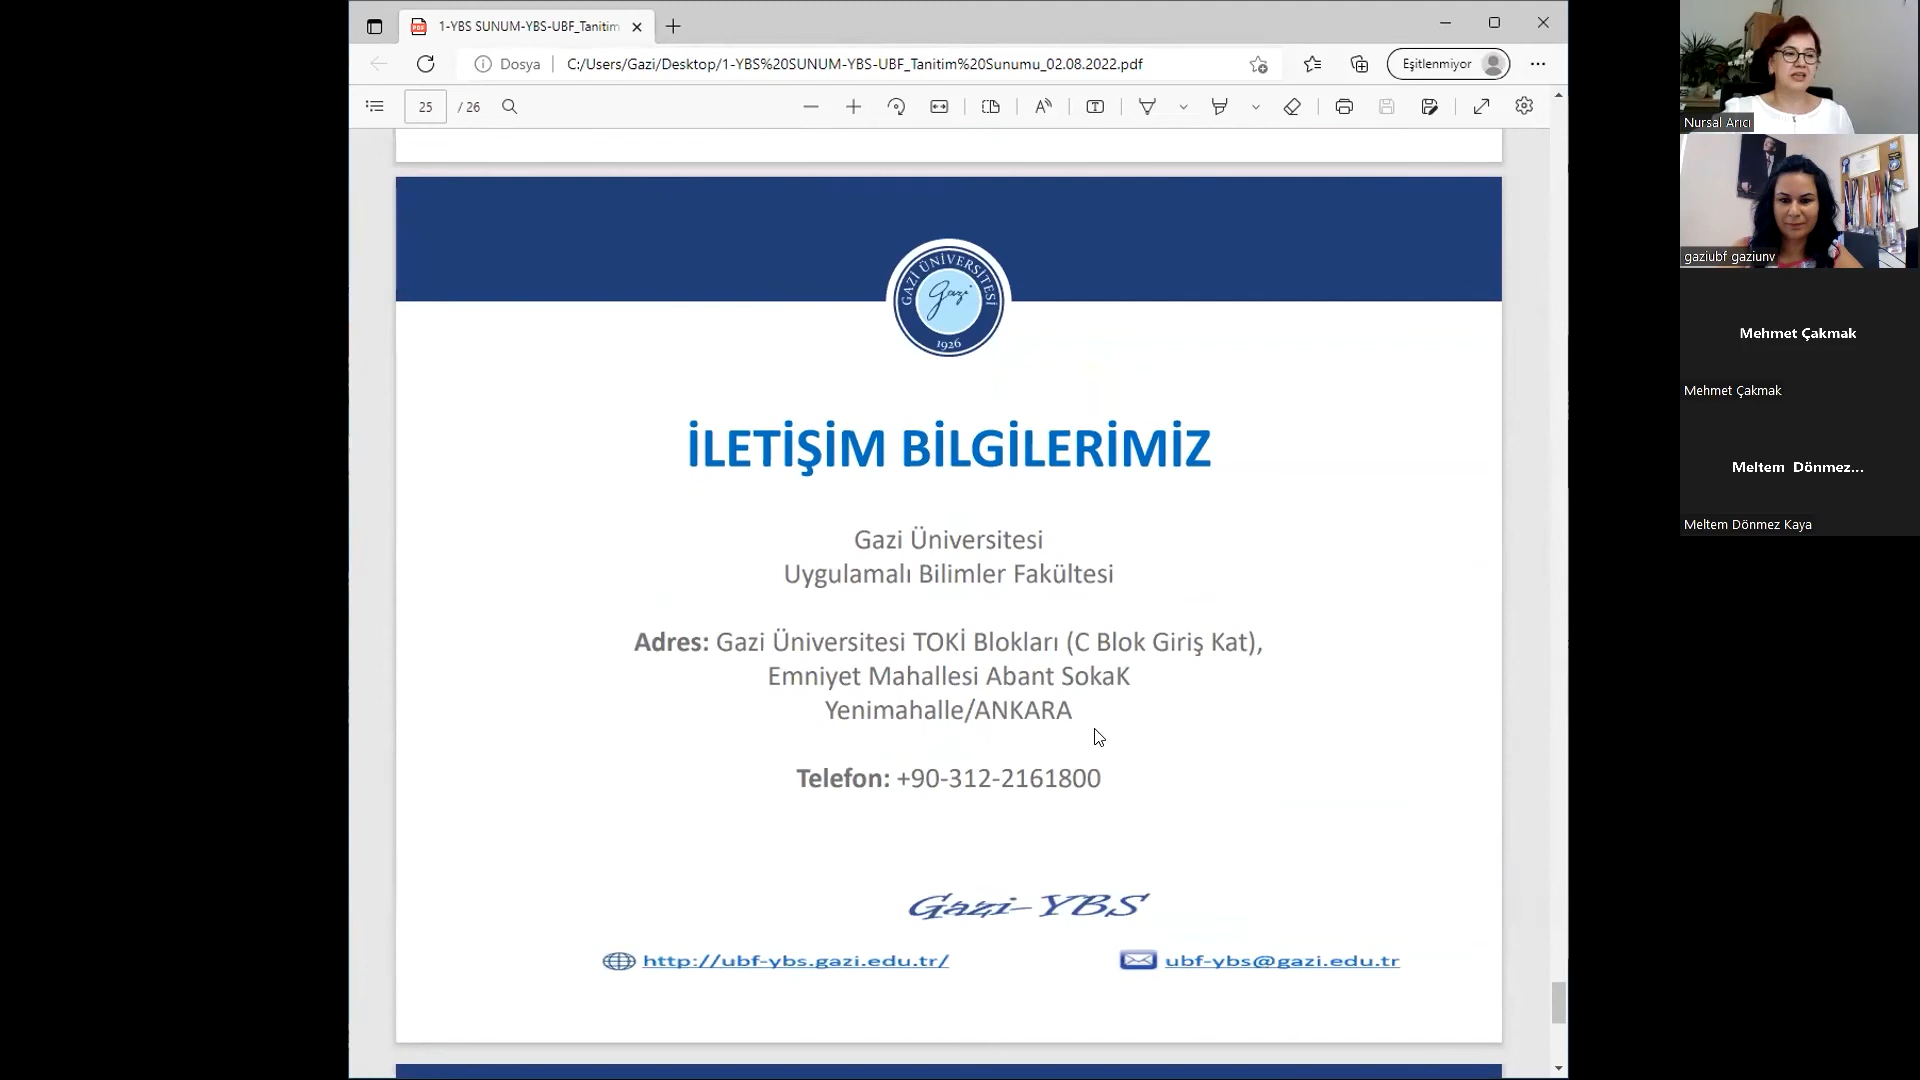 1-YBS SUNUM-YBS-UBF_Tanitim
Dosya
C:/Users/Gazi/Desktop/1-YBS%20SUNUM-YBS-UBF_Tanitim%20Sunumu_02.08.2022.pdf
Eşitlenmiyor
25 / 26
GAZİ ÜNİVERSİTESİ
Gazi
1926
İLETİŞİM BİLGİLERİMİZ
Gazi Üniversitesi
Uygulamalı Bilimler Fakültesi
Adres: Gazi Üniversitesi TOKİ Blokları (C Blok Giriş Kat),
Emniyet Mahallesi Abant SokaK
Yenimahalle/ANKARA
Telefon: +90-312-2161800
Gazi-YBS
http://ubf-ybs.gazi.edu.tr/
ubf-ybs@gazi.edu.tr
Nursal Arıcı
gaziubf gaziunv
Mehmet Çakmak
Mehmet Çakmak
Meltem Dönmez...
Meltem Dönmez Kaya